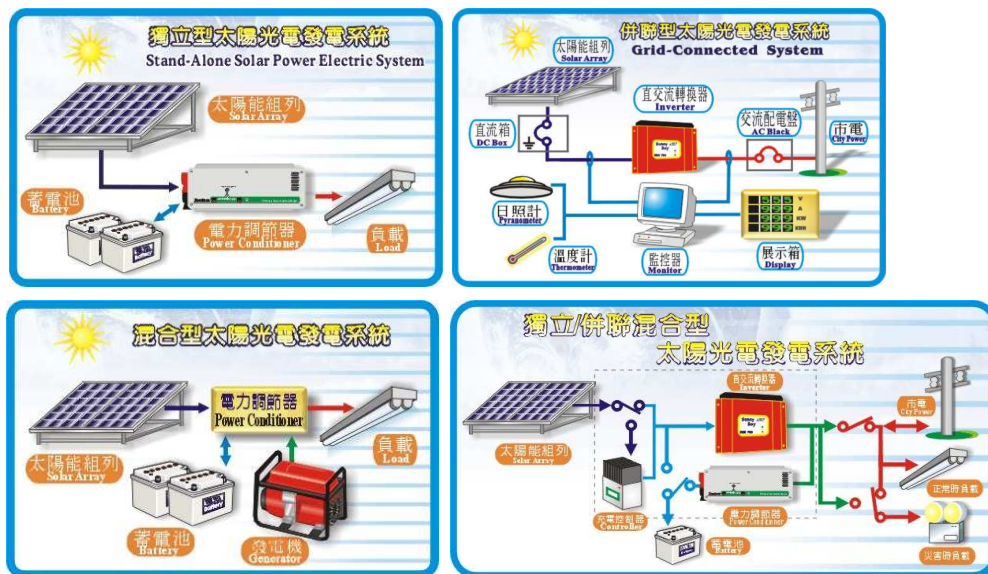 獨立型太陽光電發電系統
Stand-Alone Solar Power Electric System
太陽能組列
Solar Array
蓄電池
Battery
電力調節器
Power Conditioner
負載
Load
併聯型太陽光電發電系統
Grid-Connected System
太陽能組列
Solar Array
直交流轉換器
Inverter
直流箱
DC Box
交流配電盤
AC Black
市電
City Power
日照計
Pyranometer
溫度計
Thermometer
監控器
Monitor
展示箱
Display
V
A
KW
混合型太陽光電發電系統
電力調節器
Power Conditioner
太陽能組列
Solar Array
負載
Load
Battery
蓄電池
Battery
發電機
Generator
獨立/併聯混合型
太陽光電發電系統
直交流轉換器
Inverter
市電
City Power
太陽能組列
Solar Array
充電控制器
Controller
電力調節器
Power Conditioner
蓄電池
Battery
正常時負載
災害時負載